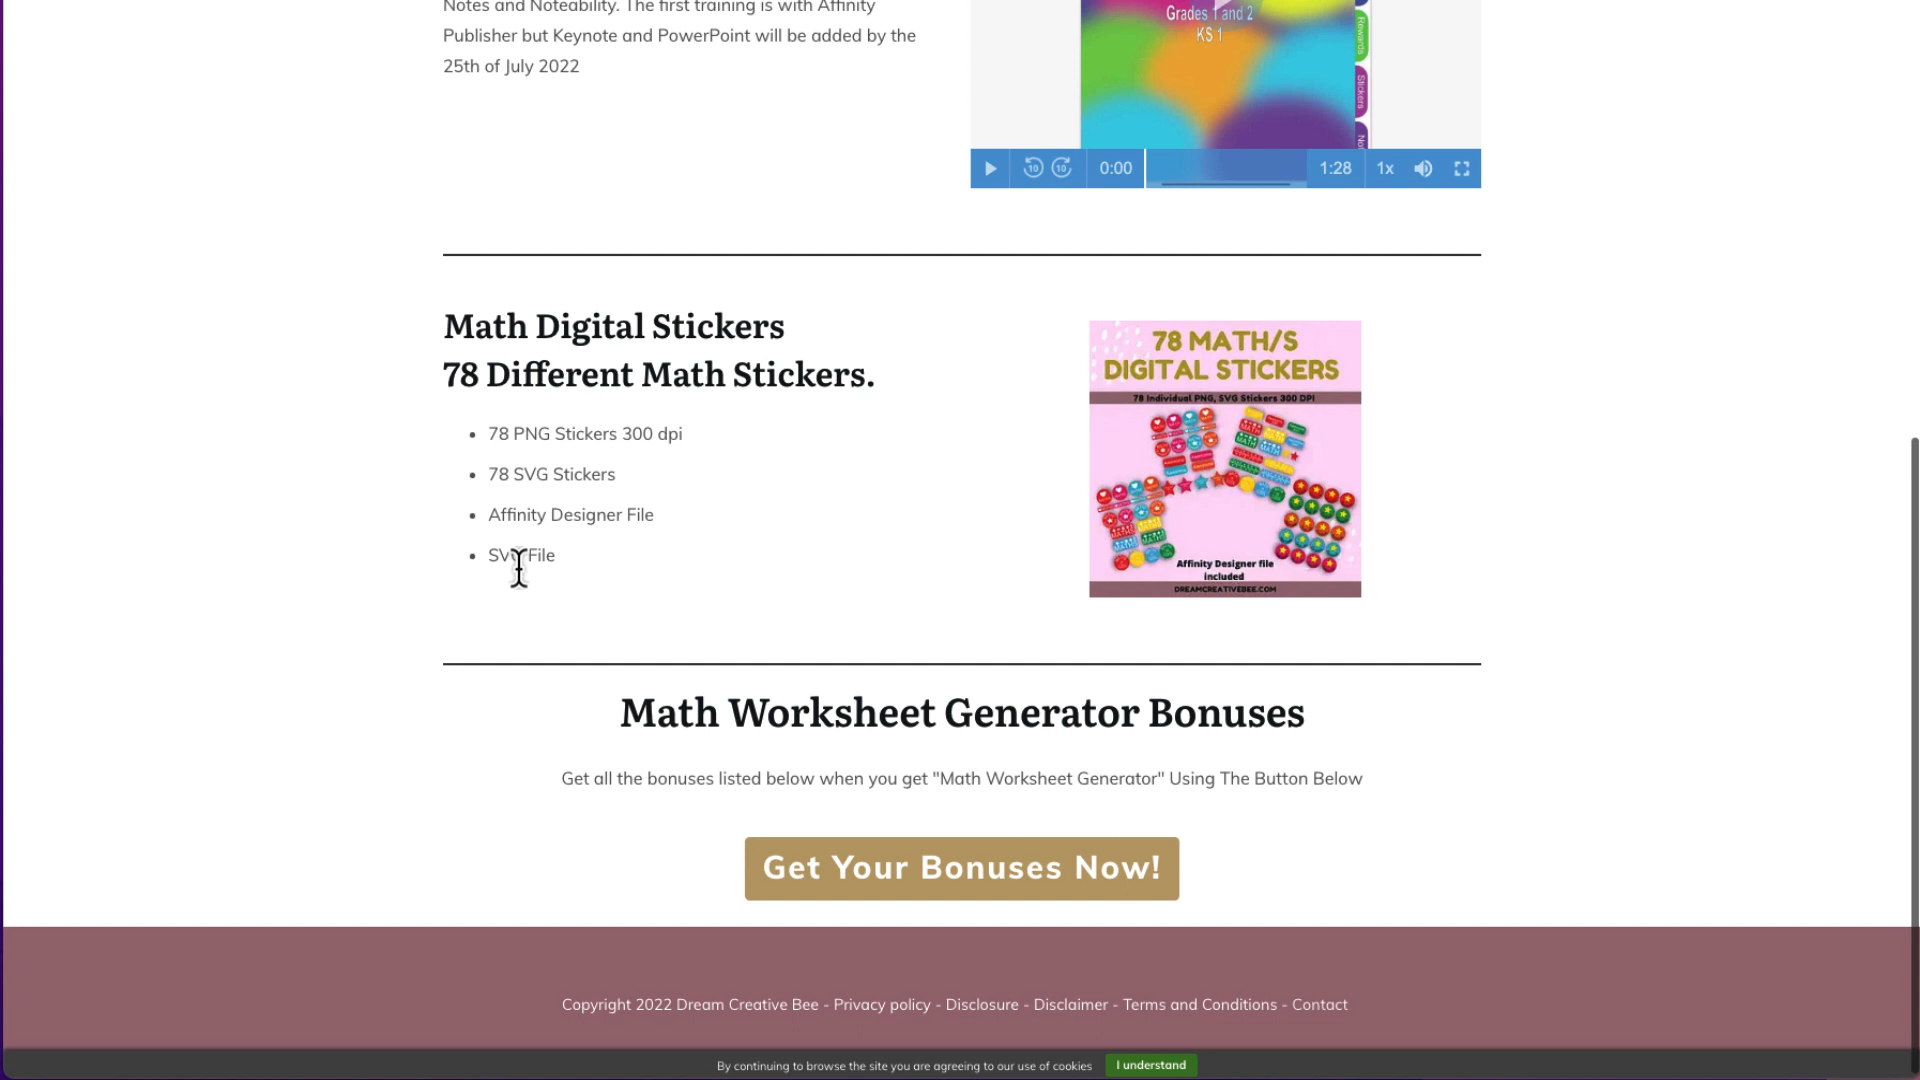 Notes and Noteability. The first training is with Affinity
Publisher but Keynote and PowerPoint will be added by the
25th of July 2022
Grades 1 and 2
KS 1
Rewards
Stickers
10
10
0:00
1:28
1x
Math Digital Stickers
78 Different Math Stickers.
78 PNG Stickers 300 dpi
78 SVG Stickers
Affinity Designer File
SVG File
78 MATH/S
DIGITAL STICKERS
78 Individual PNG, SVG Stickers 300 DPI
Affinity Designer file
included
DREAMCREATIVEBEE.COM
Math Worksheet Generator Bonuses
Get all the bonuses listed below when you get "Math Worksheet Generator" Using The Button Below
Get Your Bonuses Now!
Copyright 2022 Dream Creative Bee - Privacy policy - Disclosure - Disclaimer - Terms and Conditions - Contact
By continuing to browse the site you are agreeing to our use of cookies
I understand